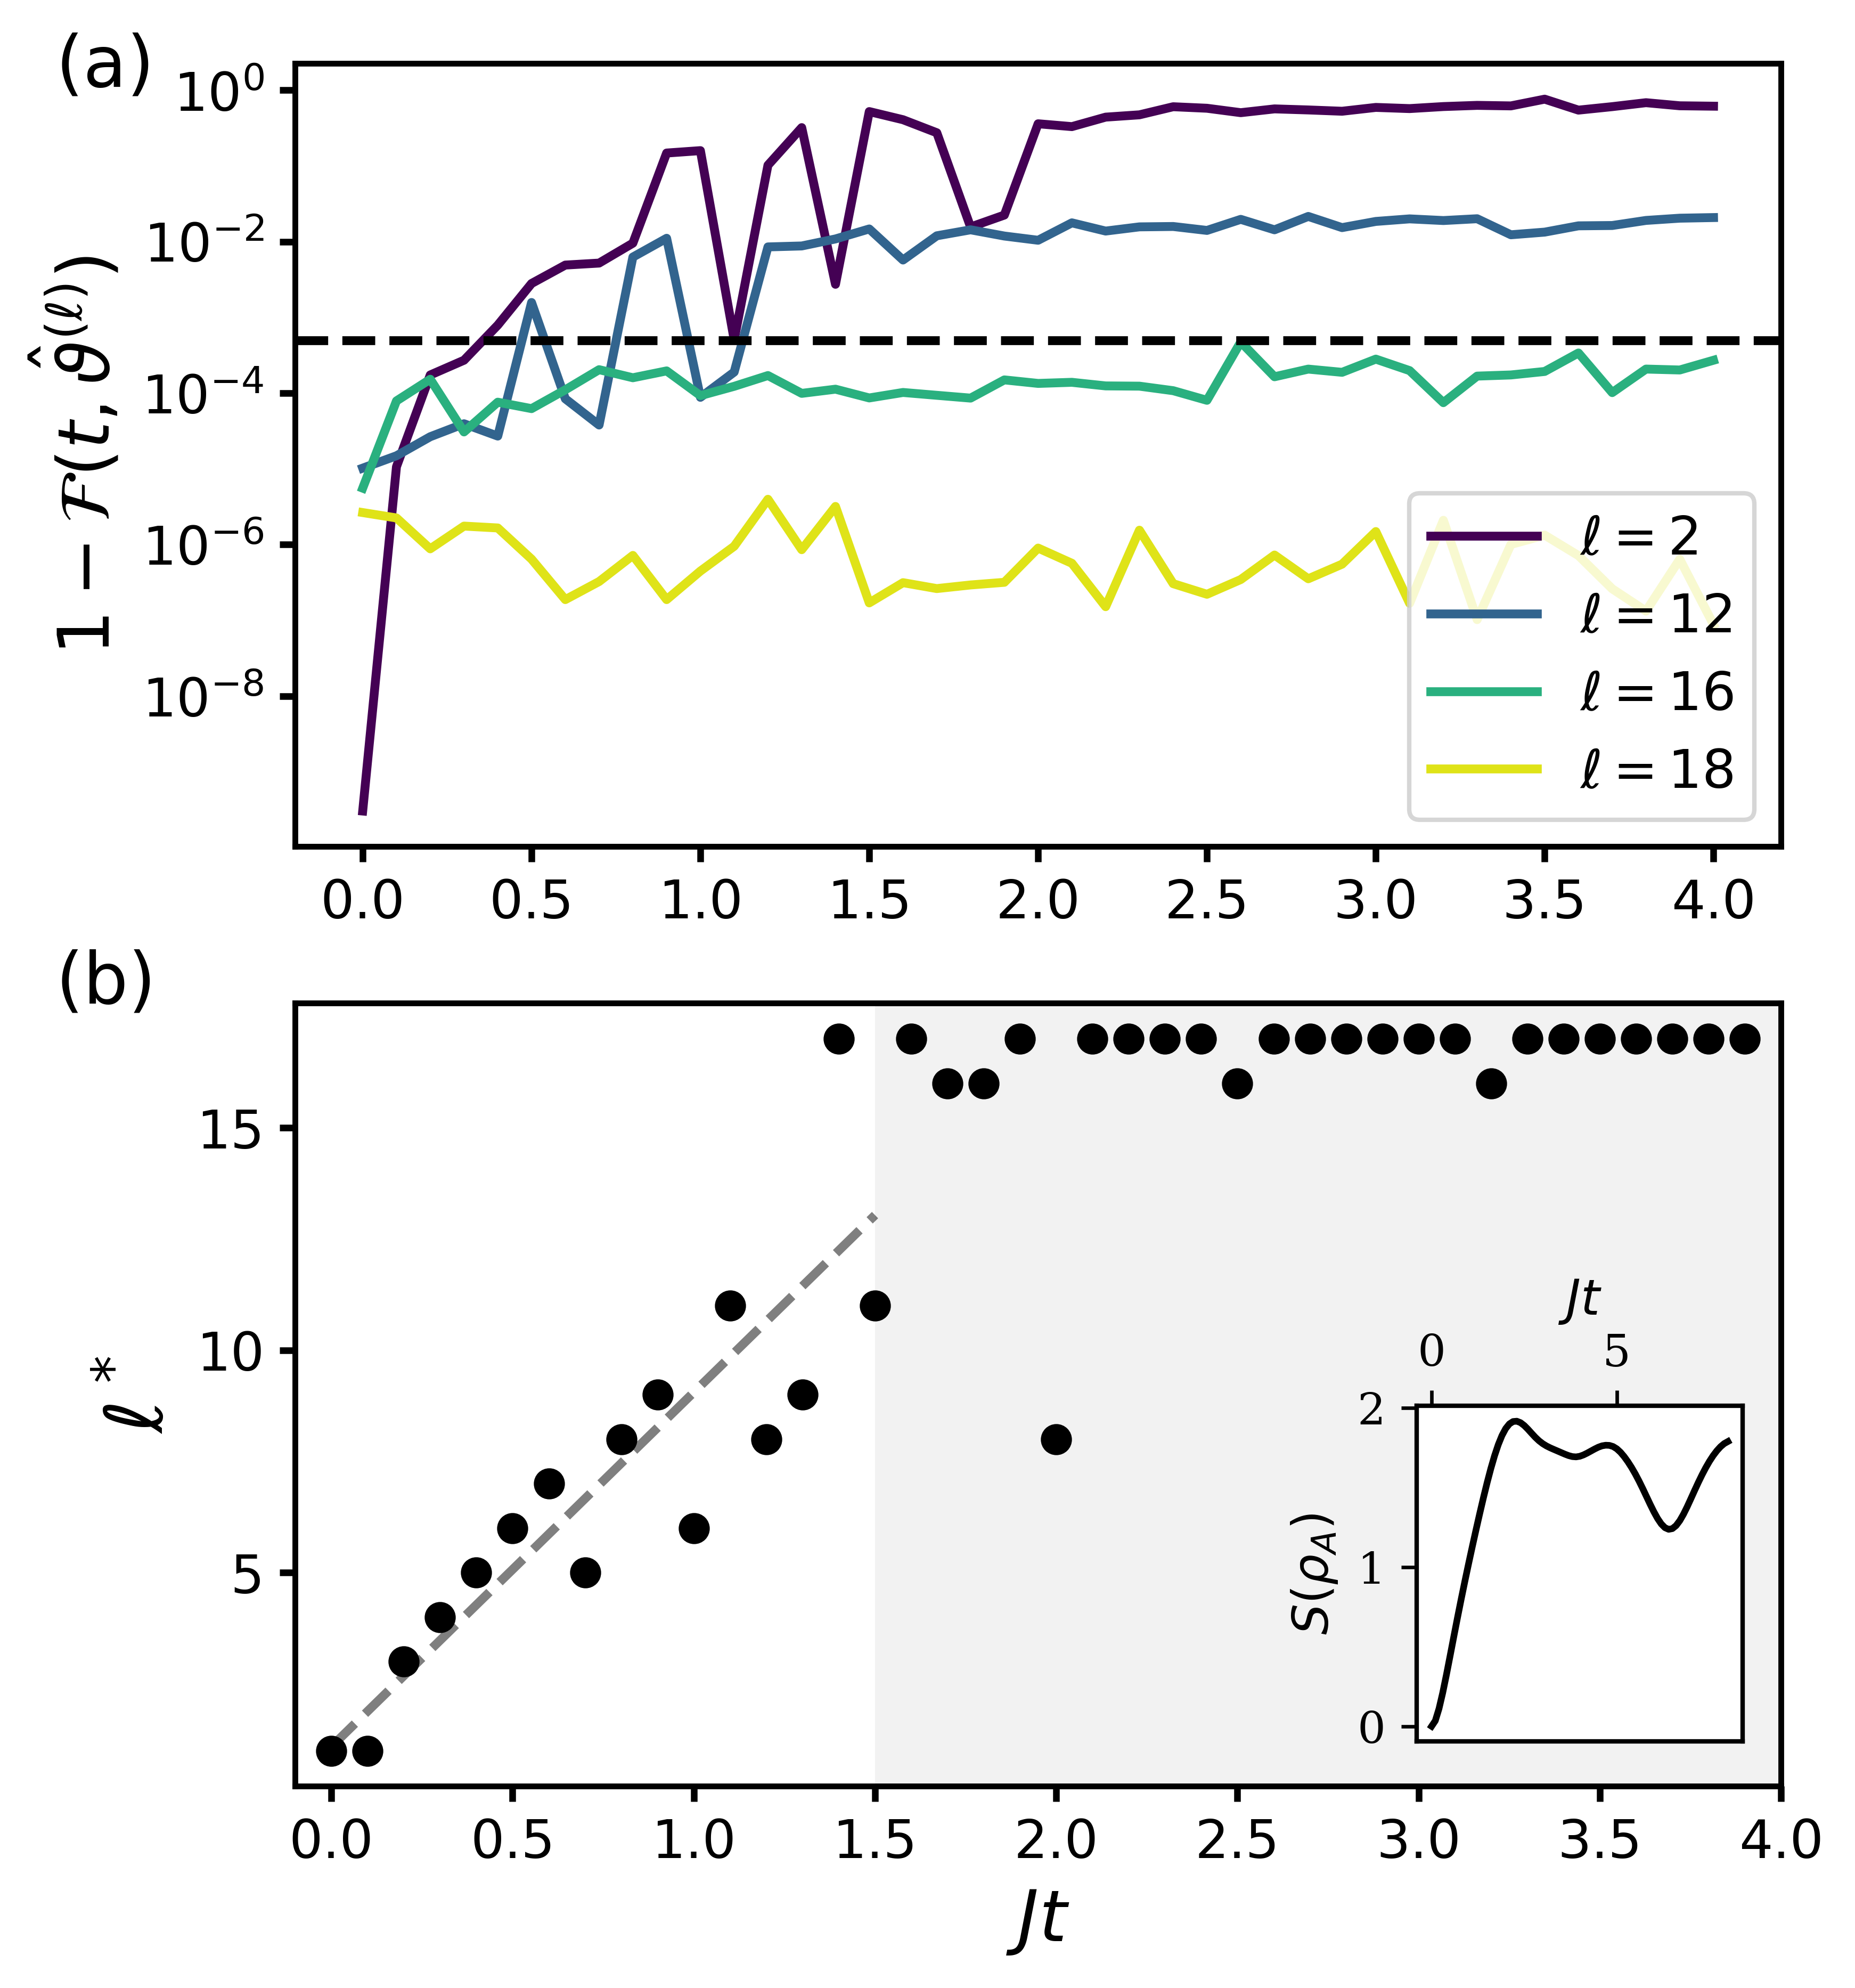 (a)
10⁰
10⁻²
10⁻⁴
10⁻⁶
10⁻⁸
1 − ℱ(t, ϑ̂⁽ℓ⁾)
ℓ = 2
ℓ = 12
ℓ = 16
ℓ = 18
0.0 0.5 1.0 1.5 2.0 2.5 3.0 3.5 4.0
(b)
15
10
5
ℓ*
Jt
0 5
2
1
0
S(ρ_A)
0.0 0.5 1.0 1.5 2.0 2.5 3.0 3.5 4.0
Jt